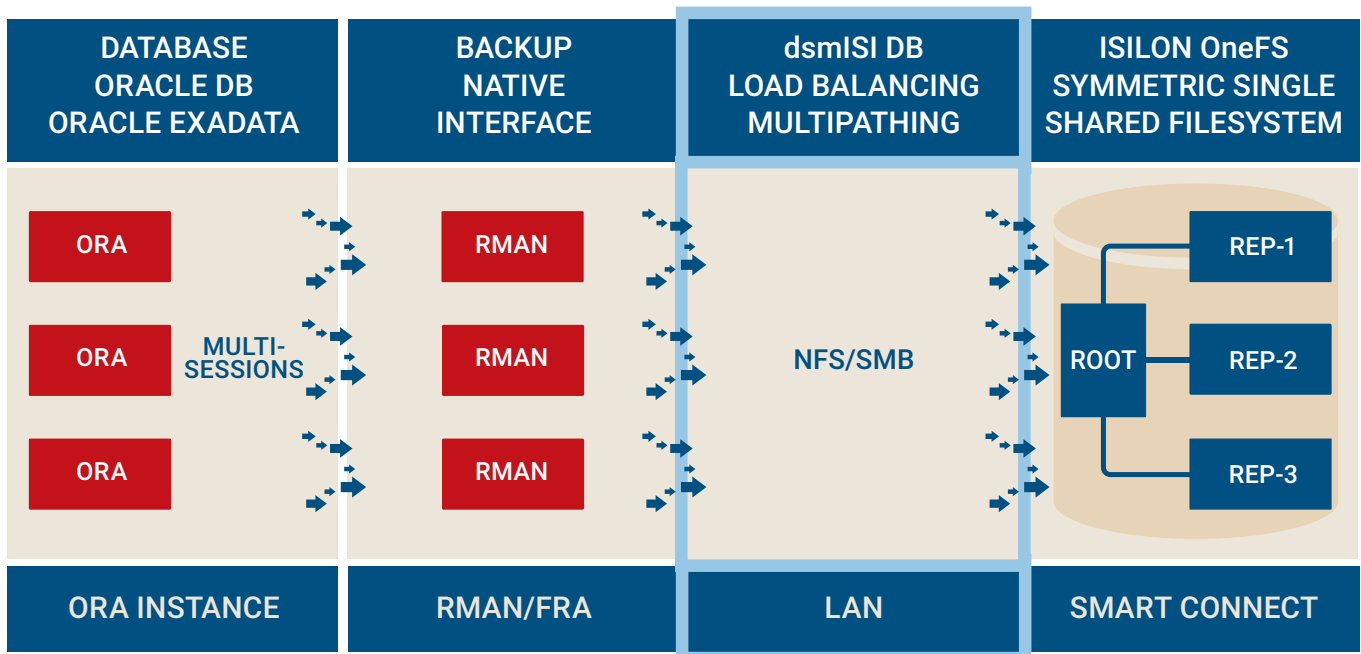 DATABASE
ORACLE DB
ORACLE EXADATA
BACKUP
NATIVE
INTERFACE
dsmISI DB
LOAD BALANCING
MULTIPATHING
ISILON OneFS
SYMMETRIC SINGLE
SHARED FILESYSTEM
ORA
ORA
ORA
MULTI-
SESSIONS
RMAN
RMAN
RMAN
NFS/SMB
ROOT
REP-1
REP-2
REP-3
ORA INSTANCE
RMAN/FRA
LAN
SMART CONNECT